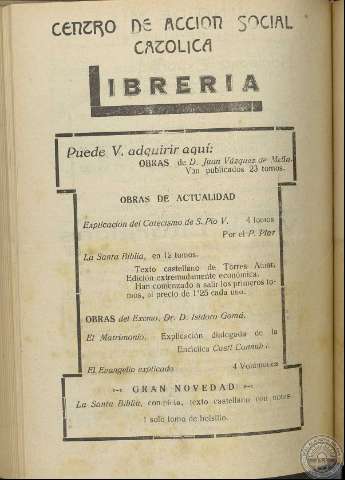 CENTRO DE ACCION SOCIAL
CATOLICA
LIBRERIA
Puede V. adquirir aquí:
OBRAS de D. Juan Vázquez de Mella.
Van publicados 23 tomos.
OBRAS DE ACTUALIDAD
Explicación del Catecismo de S. Pío V. 4 tomos
Por el P.
La Santa Biblia, en 12 tomos.
Texto castellano de Torres Amat.
Edición extremadamente económica.
Han comenzado a salir los primeros to-
mos, al precio de 1'25 cada uno.
OBRAS del Excmo. Dr. D. Isidoro Gomá.
El Matrimonio. Explicación dialogada de la
Encíclica Casti Connubii.
El Evangelio explicado 4 Volúmenes
GRAN NOVEDAD
La Santa Biblia, completa, texto castellano con notas
1 solo tomo de bolsillo.